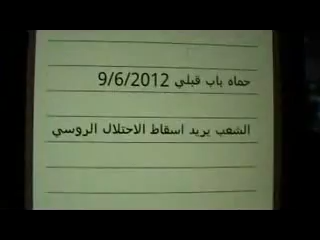 حماه باب قبلي 9/6/2012
الشعب يريد اسقاط الاحتلال الروسي